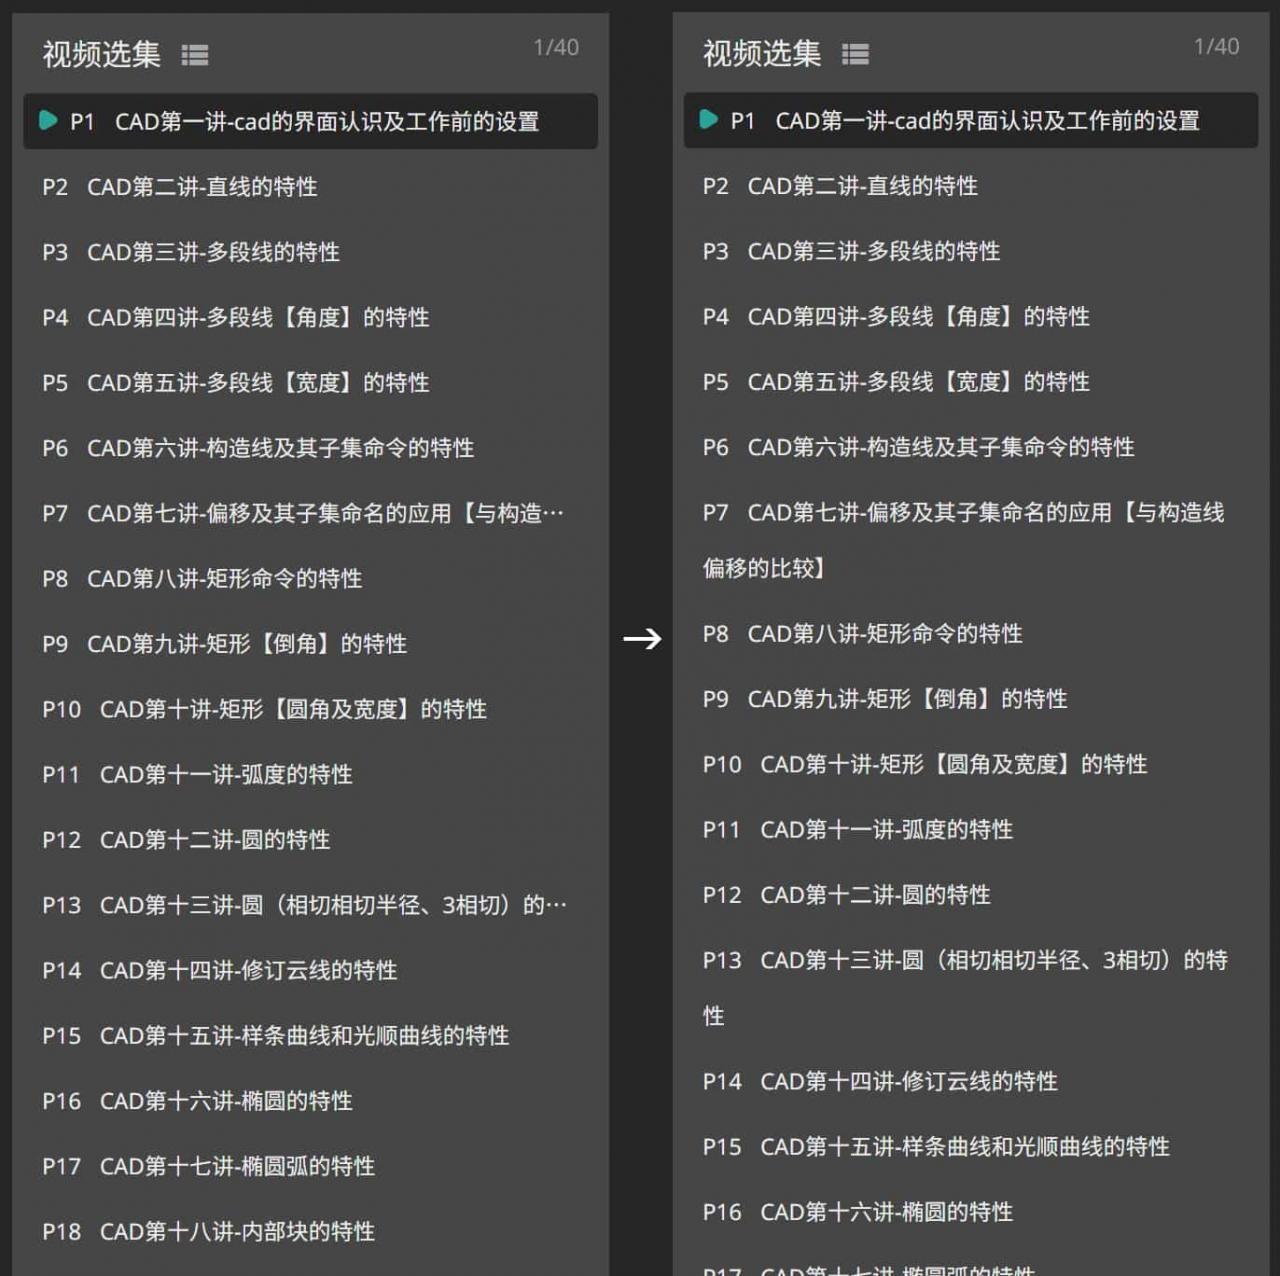 视频选集
1/40
P1 CAD第一讲-cad的界面认识及工作前的设置
P2 CAD第二讲-直线的特性
P3 CAD第三讲-多段线的特性
P4 CAD第四讲-多段线【角度】的特性
P5 CAD第五讲-多段线【宽度】的特性
P6 CAD第六讲-构造线及其子集命令的特性
P7 CAD第七讲-偏移及其子集命名的应用【与构造…
P8 CAD第八讲-矩形命令的特性
P9 CAD第九讲-矩形【倒角】的特性
P10 CAD第十讲-矩形【圆角及宽度】的特性
P11 CAD第十一讲-弧度的特性
P12 CAD第十二讲-圆的特性
P13 CAD第十三讲-圆（相切相切半径、3相切）的…
P14 CAD第十四讲-修订云线的特性
P15 CAD第十五讲-样条曲线和光顺曲线的特性
P16 CAD第十六讲-椭圆的特性
P17 CAD第十七讲-椭圆弧的特性
P18 CAD第十八讲-内部块的特性
→
视频选集
1/40
P1 CAD第一讲-cad的界面认识及工作前的设置
P2 CAD第二讲-直线的特性
P3 CAD第三讲-多段线的特性
P4 CAD第四讲-多段线【角度】的特性
P5 CAD第五讲-多段线【宽度】的特性
P6 CAD第六讲-构造线及其子集命令的特性
P7 CAD第七讲-偏移及其子集命名的应用【与构造线
偏移的比较】
P8 CAD第八讲-矩形命令的特性
P9 CAD第九讲-矩形【倒角】的特性
P10 CAD第十讲-矩形【圆角及宽度】的特性
P11 CAD第十一讲-弧度的特性
P12 CAD第十二讲-圆的特性
P13 CAD第十三讲-圆（相切相切半径、3相切）的特
性
P14 CAD第十四讲-修订云线的特性
P15 CAD第十五讲-样条曲线和光顺曲线的特性
P16 CAD第十六讲-椭圆的特性
P17 CAD第十七讲-椭圆弧的特性